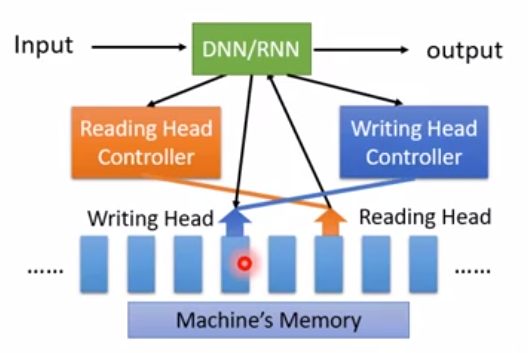 Input
DNN/RNN
output
Reading Head
Controller
Writing Head
Controller
Writing Head
Reading Head
......
......
Machine's Memory